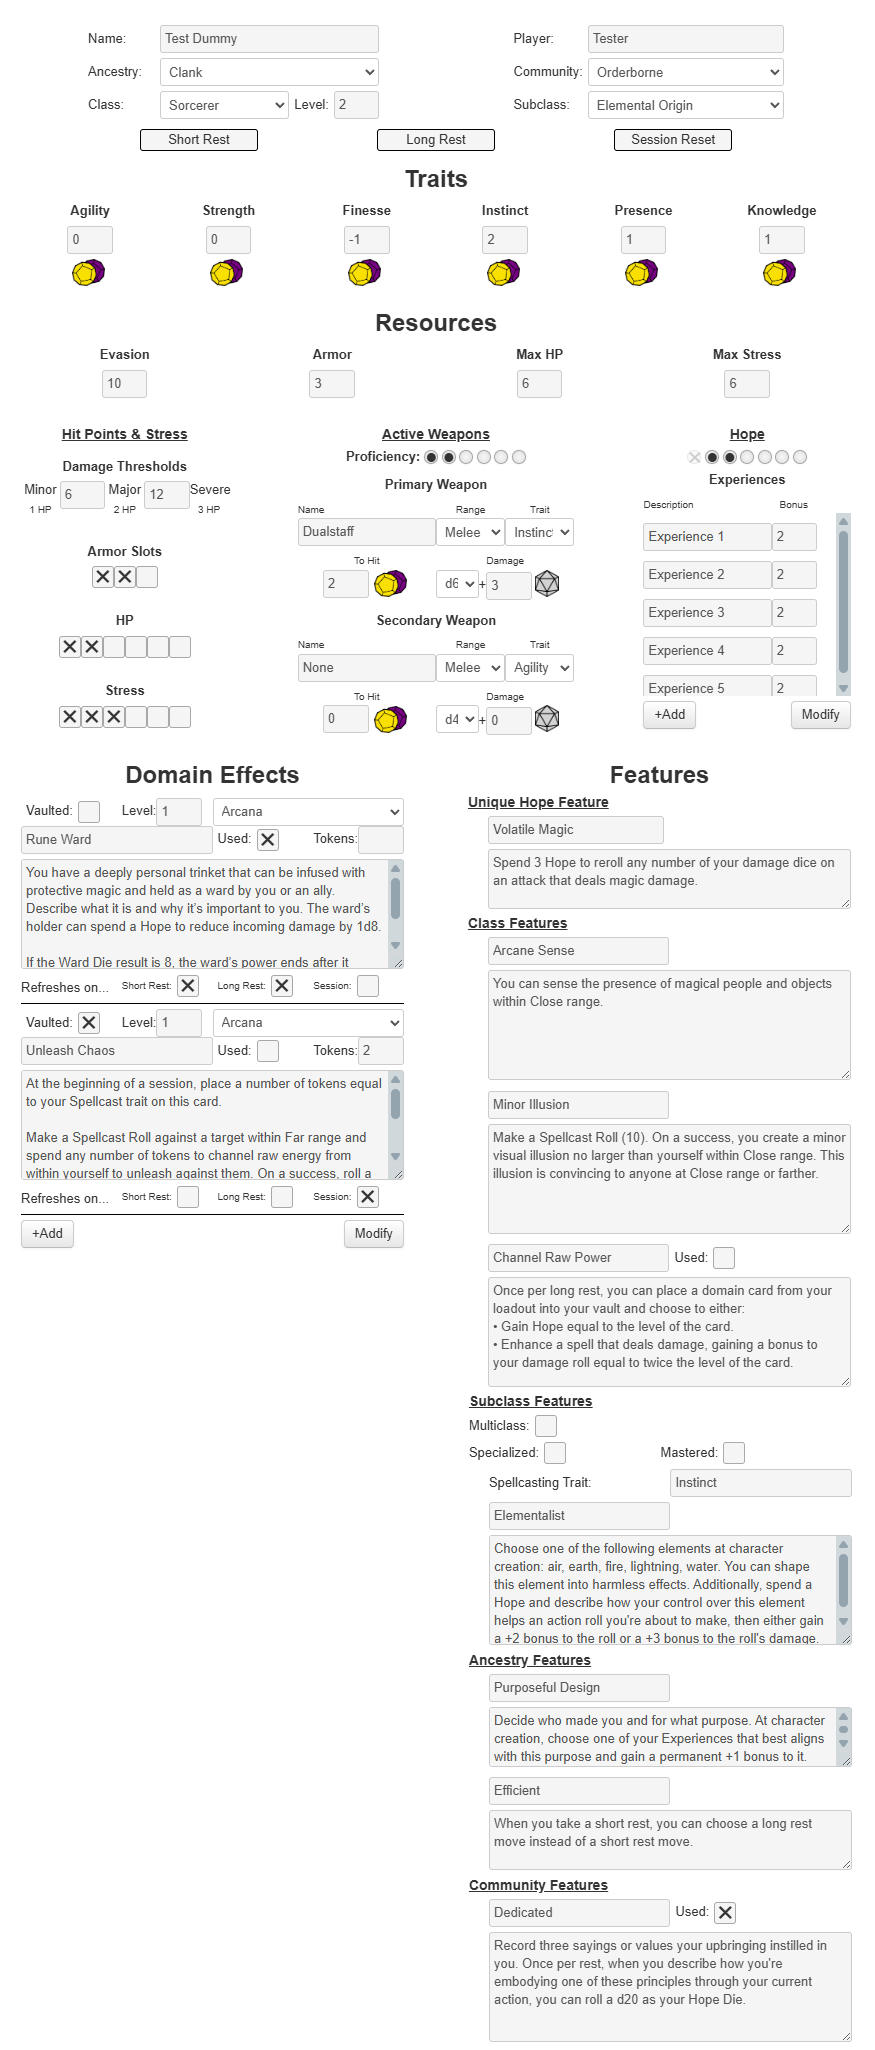 Name: Test Dummy Player: Tester
Ancestry: Clank Community: Orderborne
Class: Sorcerer Level: 2 Subclass: Elemental Origin
Short Rest Long Rest Session Reset
Traits
Agility Strength Finesse Instinct Presence Knowledge
0 0 -1 2 1 1
Resources
Evasion Armor Max HP Max Stress
10 3 6 6
Hit Points & Stress
Damage Thresholds
Minor 6 Major 12 Severe
1 HP 2 HP 3 HP
Armor Slots
HP
Stress
Active Weapons
Proficiency:
Primary Weapon
Name Range Trait
Dualstaff Melee Instinct
To Hit Damage
2 d6 + 3
Secondary Weapon
Name Range Trait
None Melee Agility
To Hit Damage
0 d4 + 0
Hope
Experiences
Description Bonus
Experience 1 2
Experience 2 2
Experience 3 2
Experience 4 2
Experience 5 2
+Add Modify
Domain Effects
Vaulted: Level: 1 Arcana
Rune Ward Used: Tokens:
You have a deeply personal trinket that can be infused with
protective magic and held as a ward by you or an ally.
Describe what it is and why it’s important to you. The ward’s
holder can spend a Hope to reduce incoming damage by 1d8.
If the Ward Die result is 8, the ward’s power ends after it
Refreshes on... Short Rest: Long Rest: Session:
Vaulted: Level: 1 Arcana
Unleash Chaos Used: Tokens: 2
At the beginning of a session, place a number of tokens equal
to your Spellcast trait on this card.
Make a Spellcast Roll against a target within Far range and
spend any number of tokens to channel raw energy from
within yourself to unleash against them. On a success, roll a
Refreshes on... Short Rest: Long Rest: Session:
+Add Modify
Features
Unique Hope Feature
Volatile Magic
Spend 3 Hope to reroll any number of your damage dice on
an attack that deals magic damage.
Class Features
Arcane Sense
You can sense the presence of magical people and objects
within Close range.
Minor Illusion
Make a Spellcast Roll (10). On a success, you create a minor
visual illusion no larger than yourself within Close range. This
illusion is convincing to anyone at Close range or farther.
Channel Raw Power Used:
Once per long rest, you can place a domain card from your
loadout into your vault and choose to either:
• Gain Hope equal to the level of the card.
• Enhance a spell that deals damage, gaining a bonus to
your damage roll equal to twice the level of the card.
Subclass Features
Multiclass:
Specialized: Mastered:
Spellcasting Trait: Instinct
Elementalist
Choose one of the following elements at character
creation: air, earth, fire, lightning, water. You can shape
this element into harmless effects. Additionally, spend a
Hope and describe how your control over this element
helps an action roll you're about to make, then either gain
a +2 bonus to the roll or a +3 bonus to the roll's damage.
Ancestry Features
Purposeful Design
Decide who made you and for what purpose. At character
creation, choose one of your Experiences that best aligns
with this purpose and gain a permanent +1 bonus to it.
Efficient
When you take a short rest, you can choose a long rest
move instead of a short rest move.
Community Features
Dedicated Used:
Record three sayings or values your upbringing instilled in
you. Once per rest, when you describe how you're
embodying one of these principles through your current
action, you can roll a d20 as your Hope Die.